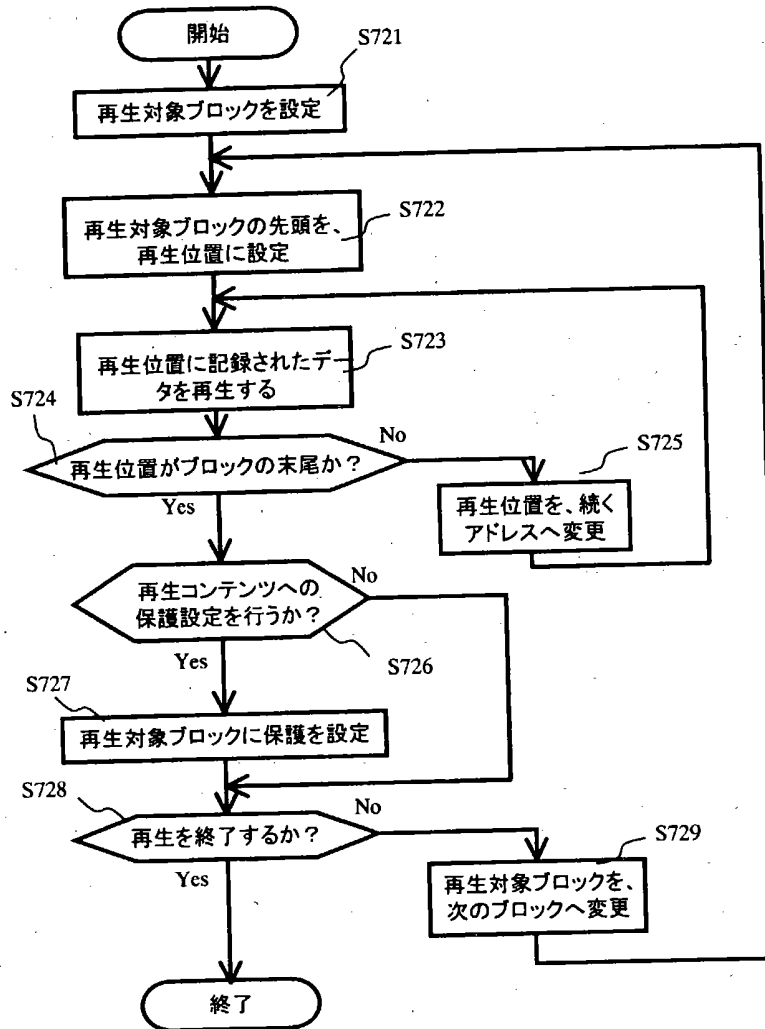 開始
S721
再生対象ブロックを設定
S722
再生対象ブロックの先頭を、
再生位置に設定
S723
再生位置に記録されたデー
タを再生する
S724
再生位置がブロックの末尾か？
No
Yes
S725
再生位置を、続く
アドレスへ変更
再生コンテンツへの
保護設定を行うか？
No
Yes
S726
S727
再生対象ブロックに保護を設定
S728
再生を終了するか？
No
Yes
S729
再生対象ブロックを、
次のブロックへ変更
終了